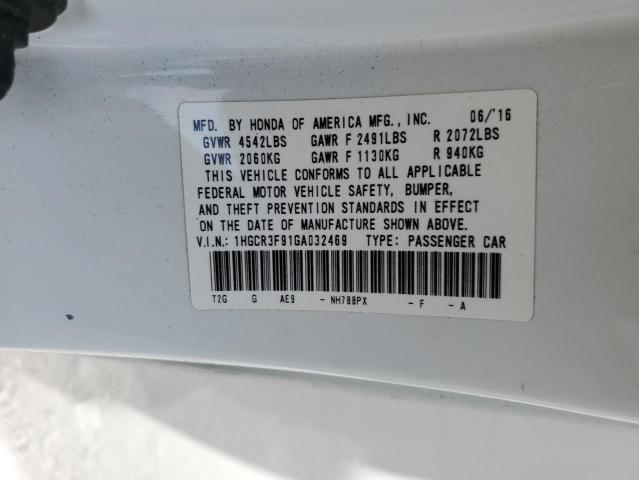 MFD. BY HONDA OF AMERICA MFG., INC. 06/'16
GVWR 4542LBS GAWR F 2491LBS R 2072LBS
GVWR 2060KG GAWR F 1130KG R 940KG
THIS VEHICLE CONFORMS TO ALL APPLICABLE
FEDERAL MOTOR VEHICLE SAFETY, BUMPER,
AND THEFT PREVENTION STANDARDS IN EFFECT
ON THE DATE OF MANUFACTURE SHOWN ABOVE.
V.I.N.: 1HGCR3F91GA032469 TYPE: PASSENGER CAR
T2G G AE9 - NH788PX - F - A